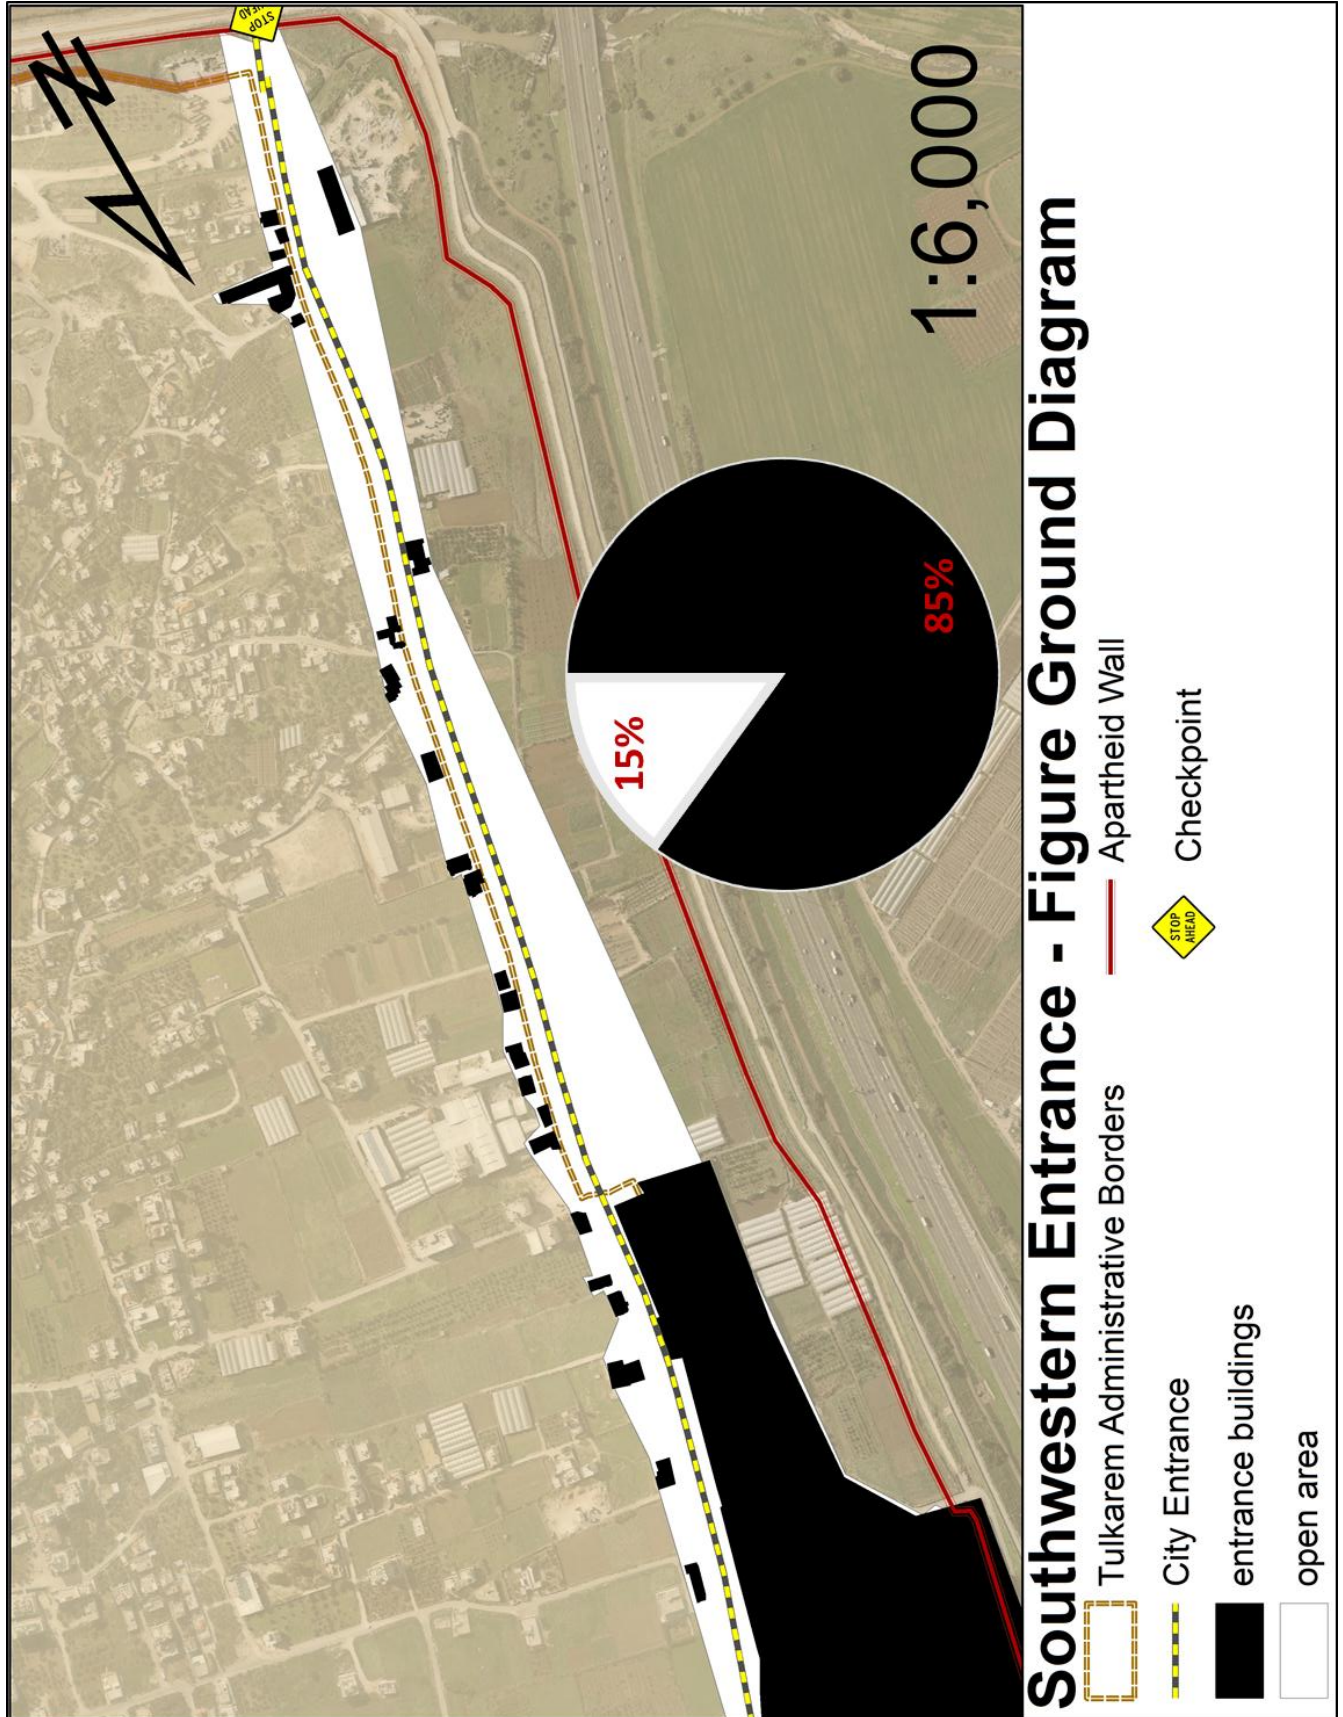 STOP
AHEAD
N
1:6,000
15%
85%
Southwestern Entrance - Figure Ground Diagram
Tulkarem Administrative Borders
Apartheid Wall
City Entrance
STOP
AHEAD
Checkpoint
entrance buildings
open area